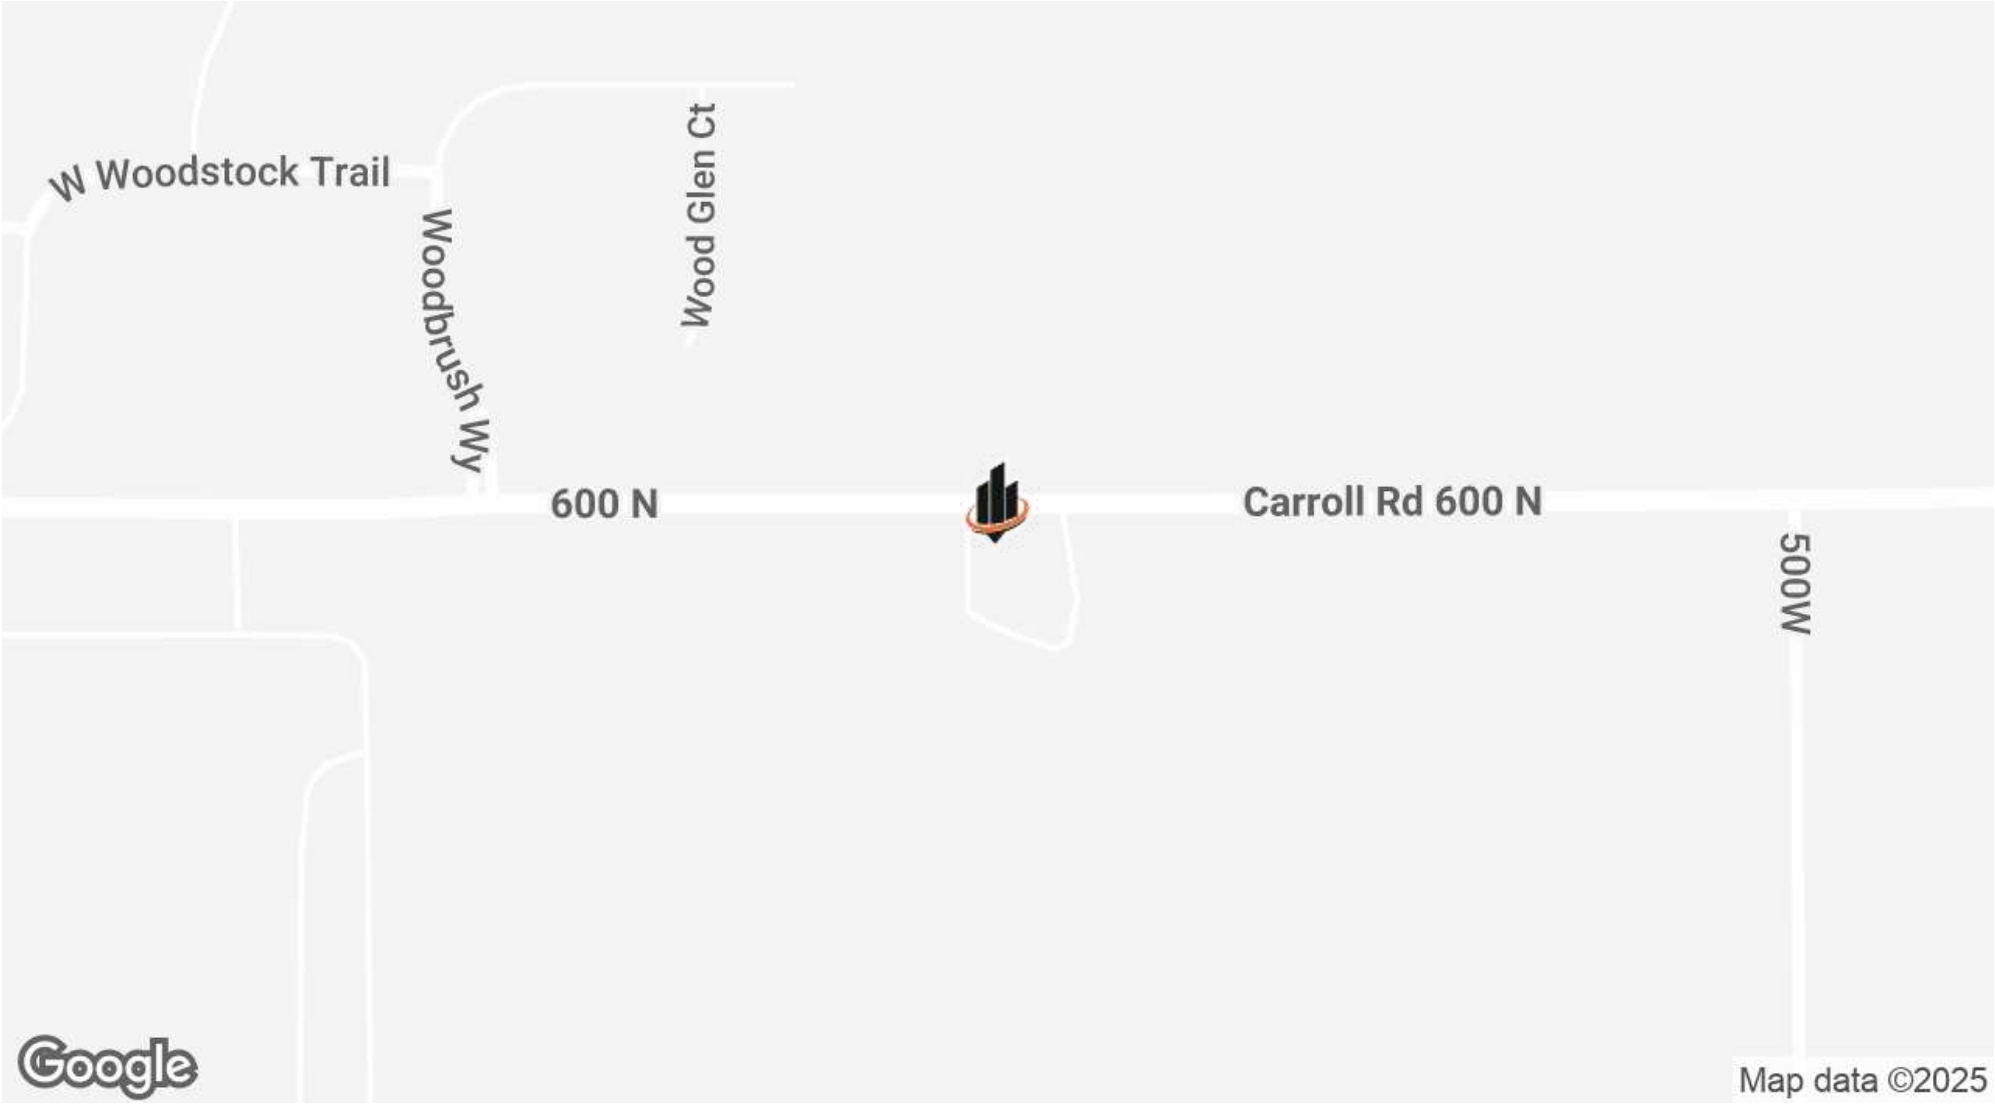 W Woodstock Trail
Wood Glen Ct
Woodbrush Wy
600 N
Carroll Rd 600 N
500W
Google
Map data ©2025